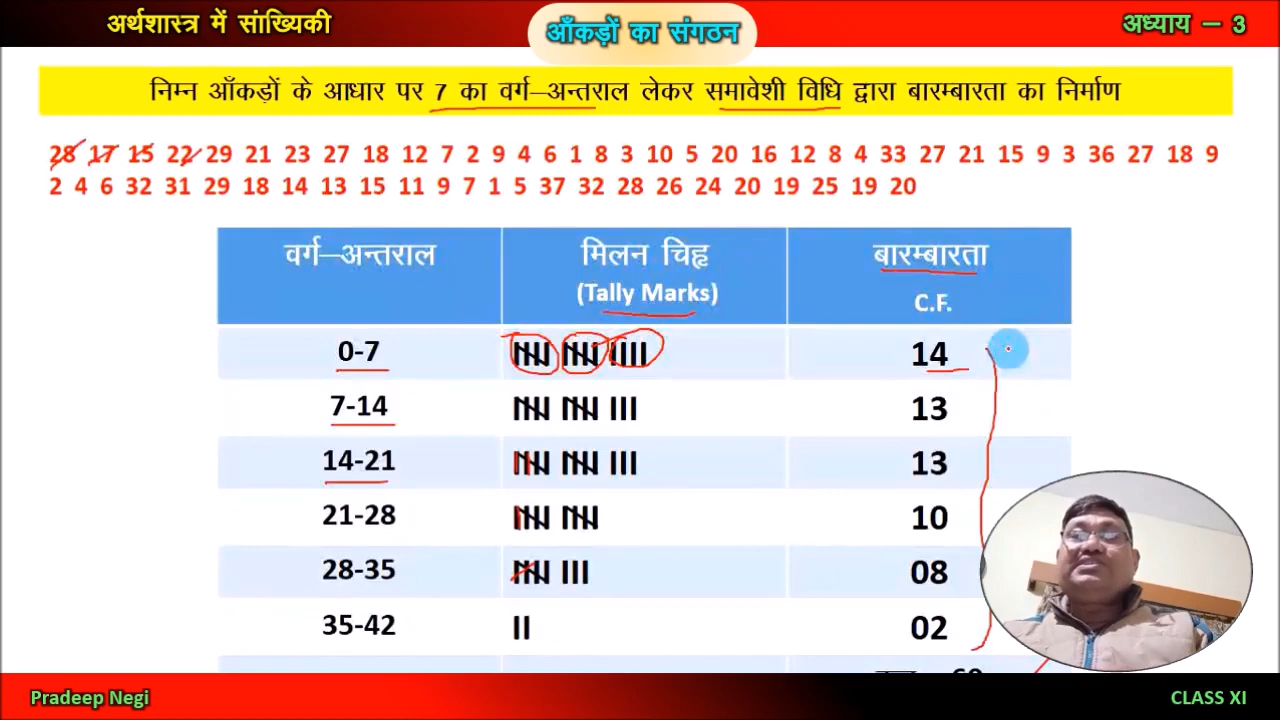 अर्थशास्त्र में सांख्यिकी
आँकड़ों का संगठन
अध्याय – 3
निम्न आँकड़ों के आधार पर 7 का वर्ग–अन्तराल लेकर समावेशी विधि द्वारा बारम्बारता का निर्माण
28 17 15 22 29 21 23 27 18 12 7 2 9 4 6 1 8 3 10 5 20 16 12 8 4 33 27 21 15 9 3 36 27 18 9
2 4 6 32 31 29 18 14 13 15 11 9 7 1 5 37 32 28 26 24 20 19 25 19 20
वर्ग–अन्तराल मिलन चिह्न बारम्बारता
(Tally Marks) C.F.
0-7 14
7-14 13
14-21 13
21-28 10
28-35 08
35-42 02
Pradeep Negi CLASS XI